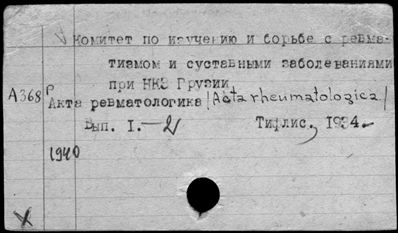 Комитет по изучению и борьбе с ревма-
тизмом и суставными заболеваниями
при НКЗ Грузии
А368 Р
Акта ревматологика /Acta rheumatologica/
Вып. I.-2
Тифлис, 1934.-
1940